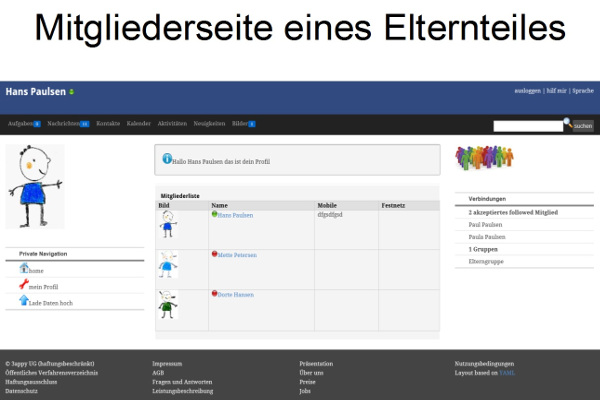 Mitgliederseite eines Elternteiles
Hans Paulsen
ausloggen | hilf mir | Sprache
Aufgaben Nachrichten Kontakte Kalender Aktivitäten Neuigkeiten Bilder
suchen
Hallo Hans Paulsen das ist dein Profil
Mitgliederliste
Bild Name Mobile Festnetz
Hans Paulsen dfgsdfgsd
Mette Petersen
Dorte Hansen
Private Navigation
home
mein Profil
Lade Daten hoch
Verbindungen
2 akzeptiertes followed Mitglied
Paul Paulsen
Paula Paulsen
1 Gruppen
Elterngruppe
© Jappy UG (haftungsbeschränkt)
Öffentliches Verfahrensverzeichnis
Haftungsausschluss
Datenschutz
Impressum
AGB
Fragen und Antworten
Leistungsbeschreibung
Präsentation
Über uns
Preise
Jobs
Nutzungsbedingungen
Layout based on YAML